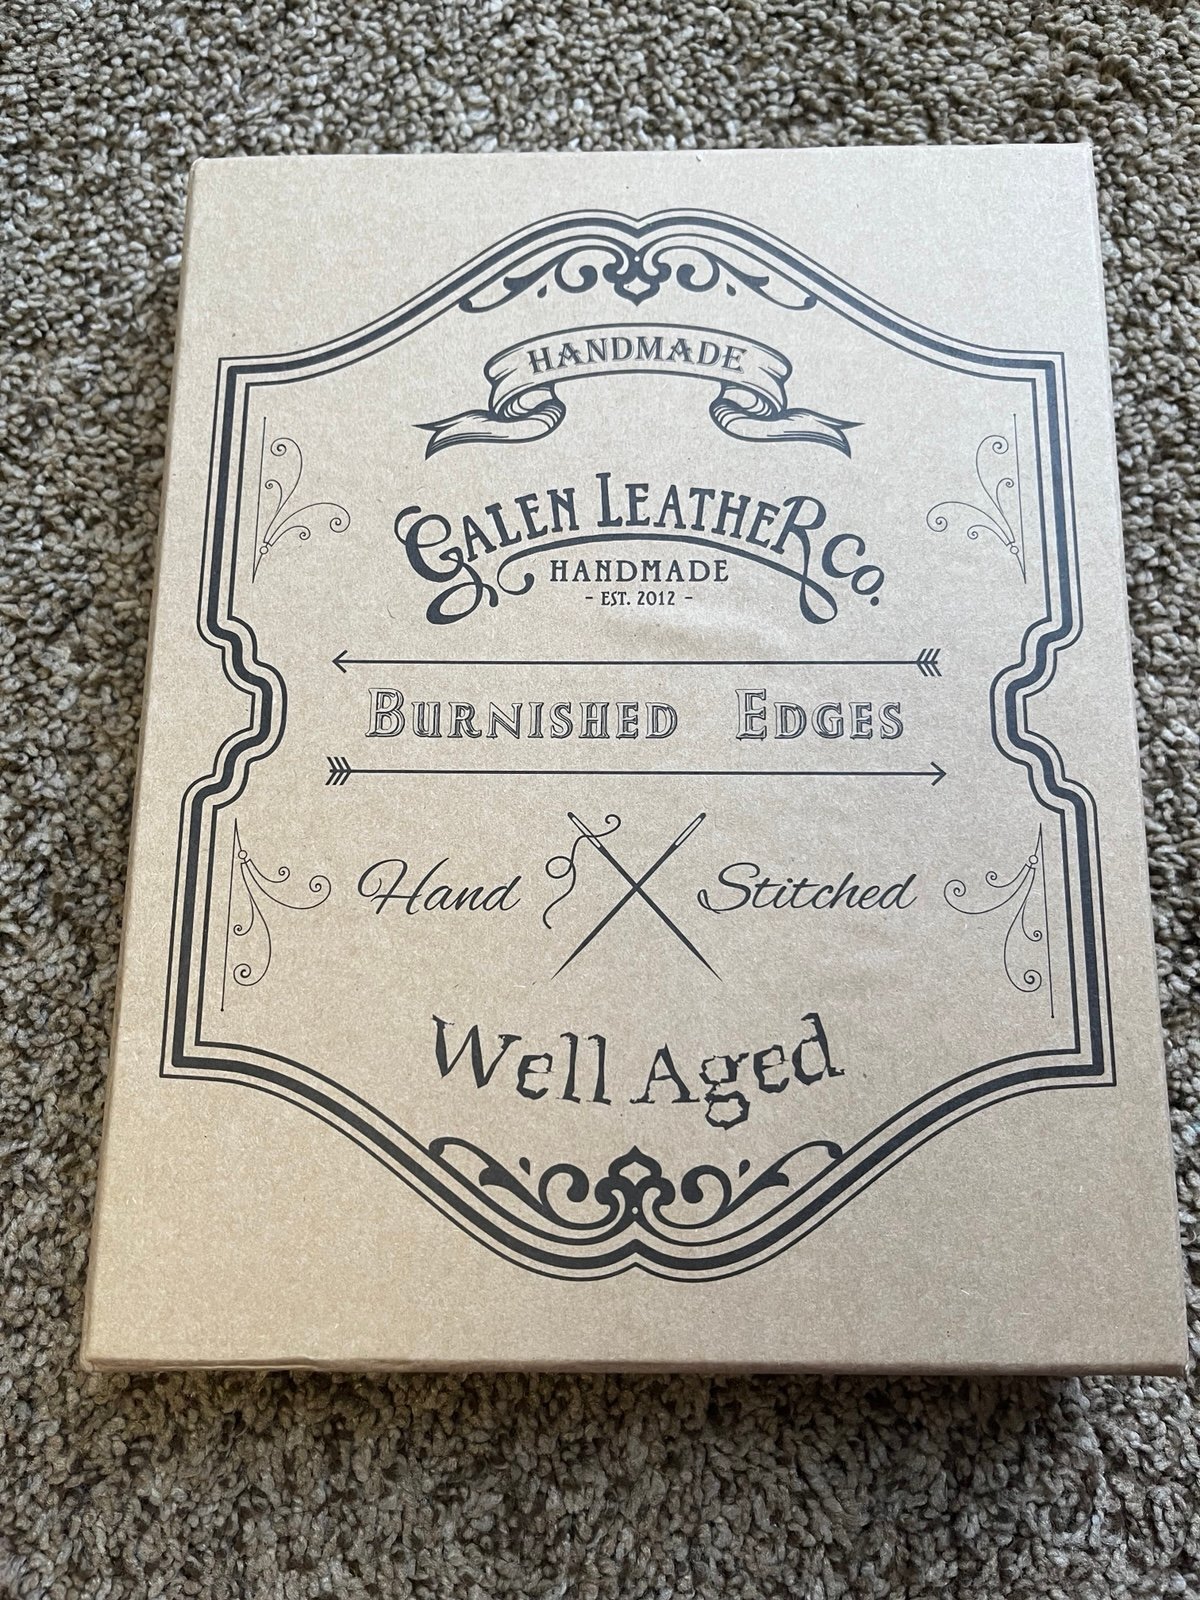 HANDMADE
GALEN LEATHER CO.
HANDMADE
- EST. 2012 -
BURNISHED EDGES
Hand Stitched
Well Aged